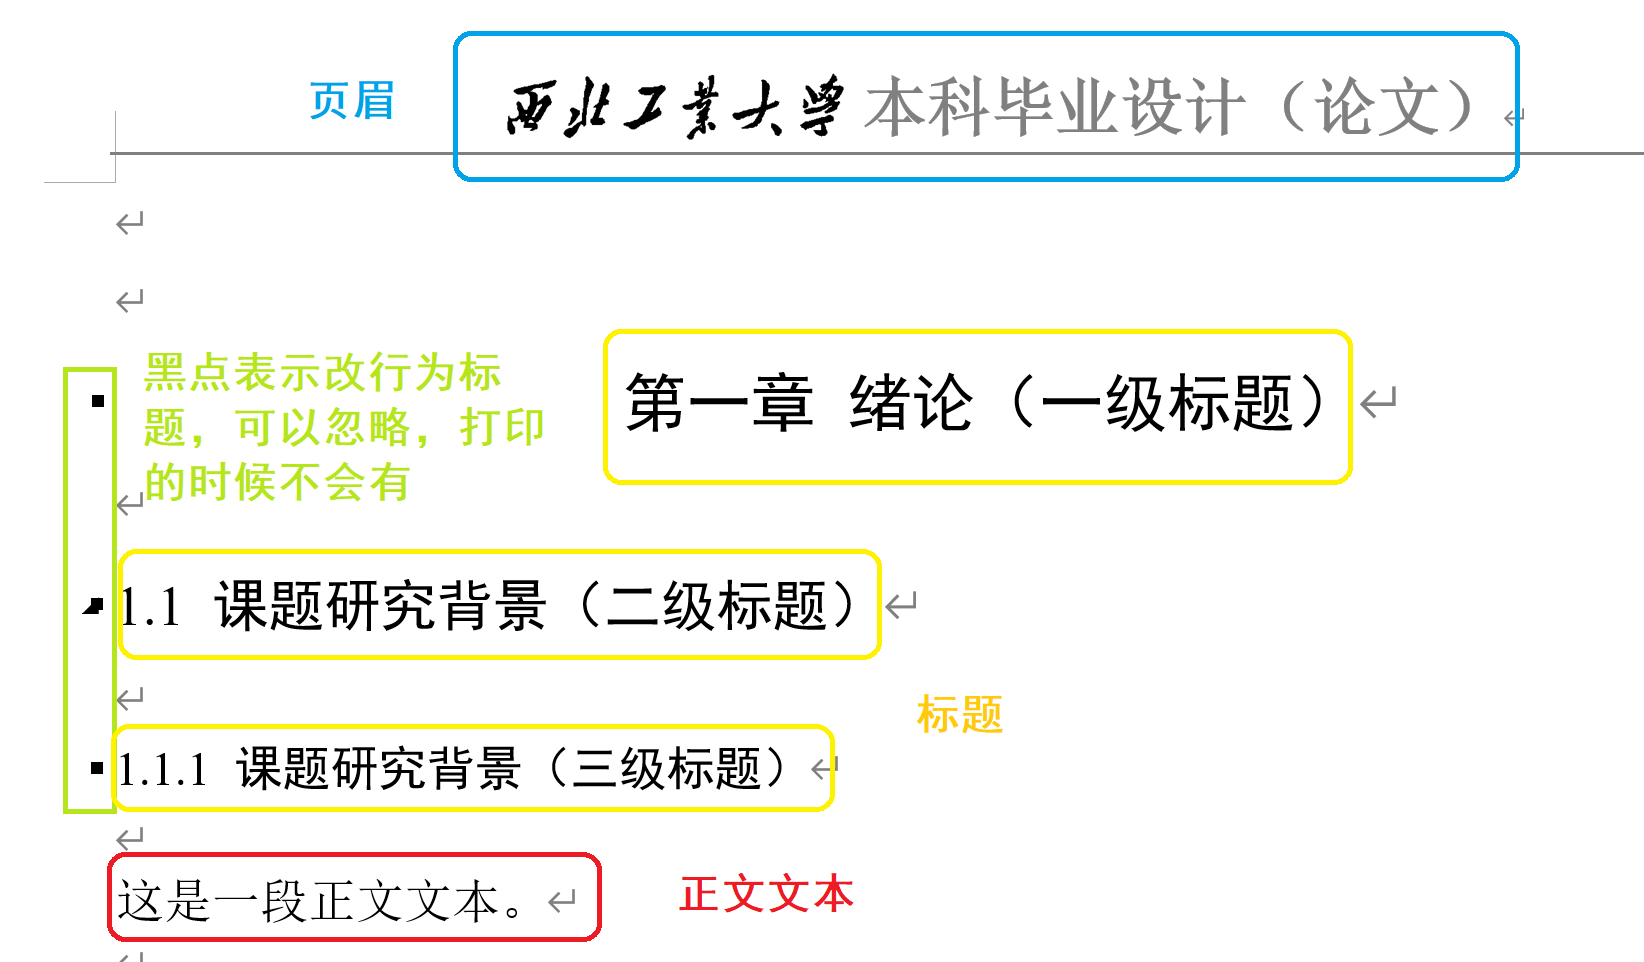 页眉
西北工业大学本科毕业设计（论文）
黑点表示改行为标
题，可以忽略，打印
的时候不会有
第一章 绪论（一级标题）
1.1 课题研究背景（二级标题）
标题
1.1.1 课题研究背景（三级标题）
这是一段正文文本。
正文文本